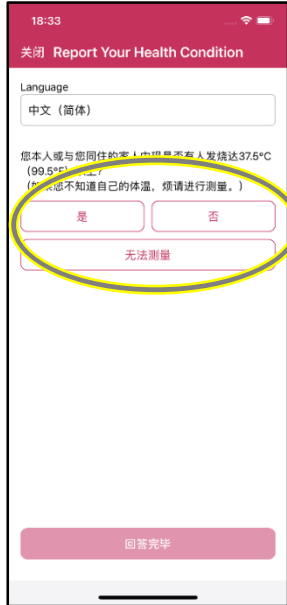 18:33
关闭 Report Your Health Condition
Language
中文（简体）
您本人或与您同住的家人中现是否有人发烧达37.5°C
（99.5°F）上？
（如果您不知道自己的体温，烦请进行测量。）
是
否
无法测量
回答完毕